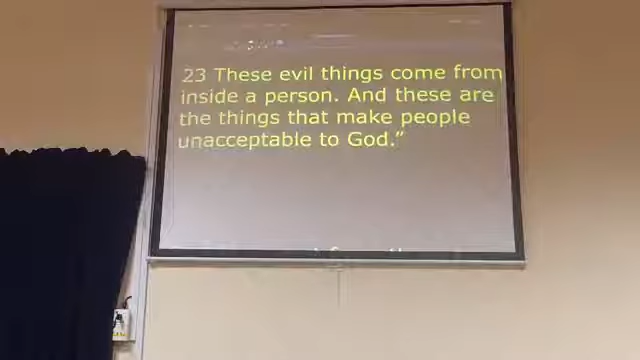 23 These evil things come from
inside a person. And these are
the things that make people
unacceptable to God.”